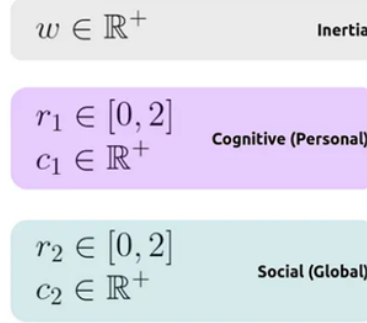 w ∈ ℝ⁺ Inertia
r₁ ∈ [0, 2]
Cognitive (Personal)
c₁ ∈ ℝ⁺
r₂ ∈ [0, 2]
Social (Global)
c₂ ∈ ℝ⁺